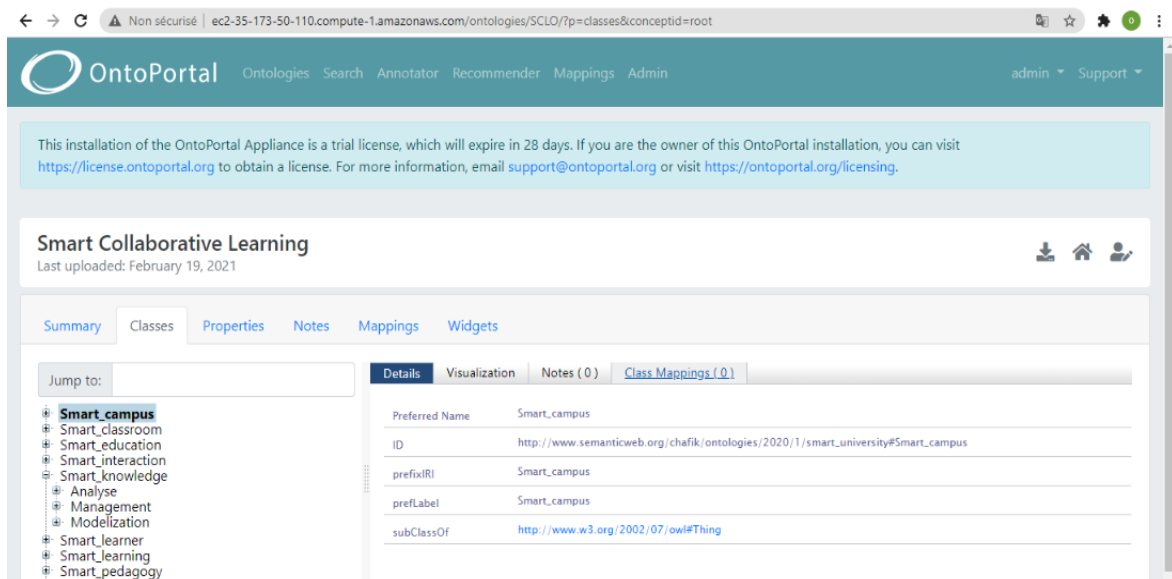 Non sécurisé | ec2-35-173-50-110.compute-1.amazonaws.com/ontologies/SCLO/?p=classes&conceptid=root
OntoPortal Ontologies Search Annotator Recommender Mappings Admin admin Support
This installation of the OntoPortal Appliance is a trial license, which will expire in 28 days. If you are the owner of this OntoPortal installation, you can visit
https://license.ontoportal.org to obtain a license. For more information, email support@ontoportal.org or visit https://ontoportal.org/licensing.
Smart Collaborative Learning
Last uploaded: February 19, 2021
Summary Classes Properties Notes Mappings Widgets
Jump to:
Smart_campus
Smart_classroom
Smart_education
Smart_interaction
Smart_knowledge
Analyse
Management
Modelization
Smart_learner
Smart_learning
Smart_pedagogy
Details Visualization Notes ( 0 ) Class Mappings ( 0 )
Preferred Name Smart_campus
ID http://www.semanticweb.org/chafik/ontologies/2020/1/smart_university#Smart_campus
prefixIRI Smart_campus
prefLabel Smart_campus
subClassOf http://www.w3.org/2002/07/owl#Thing